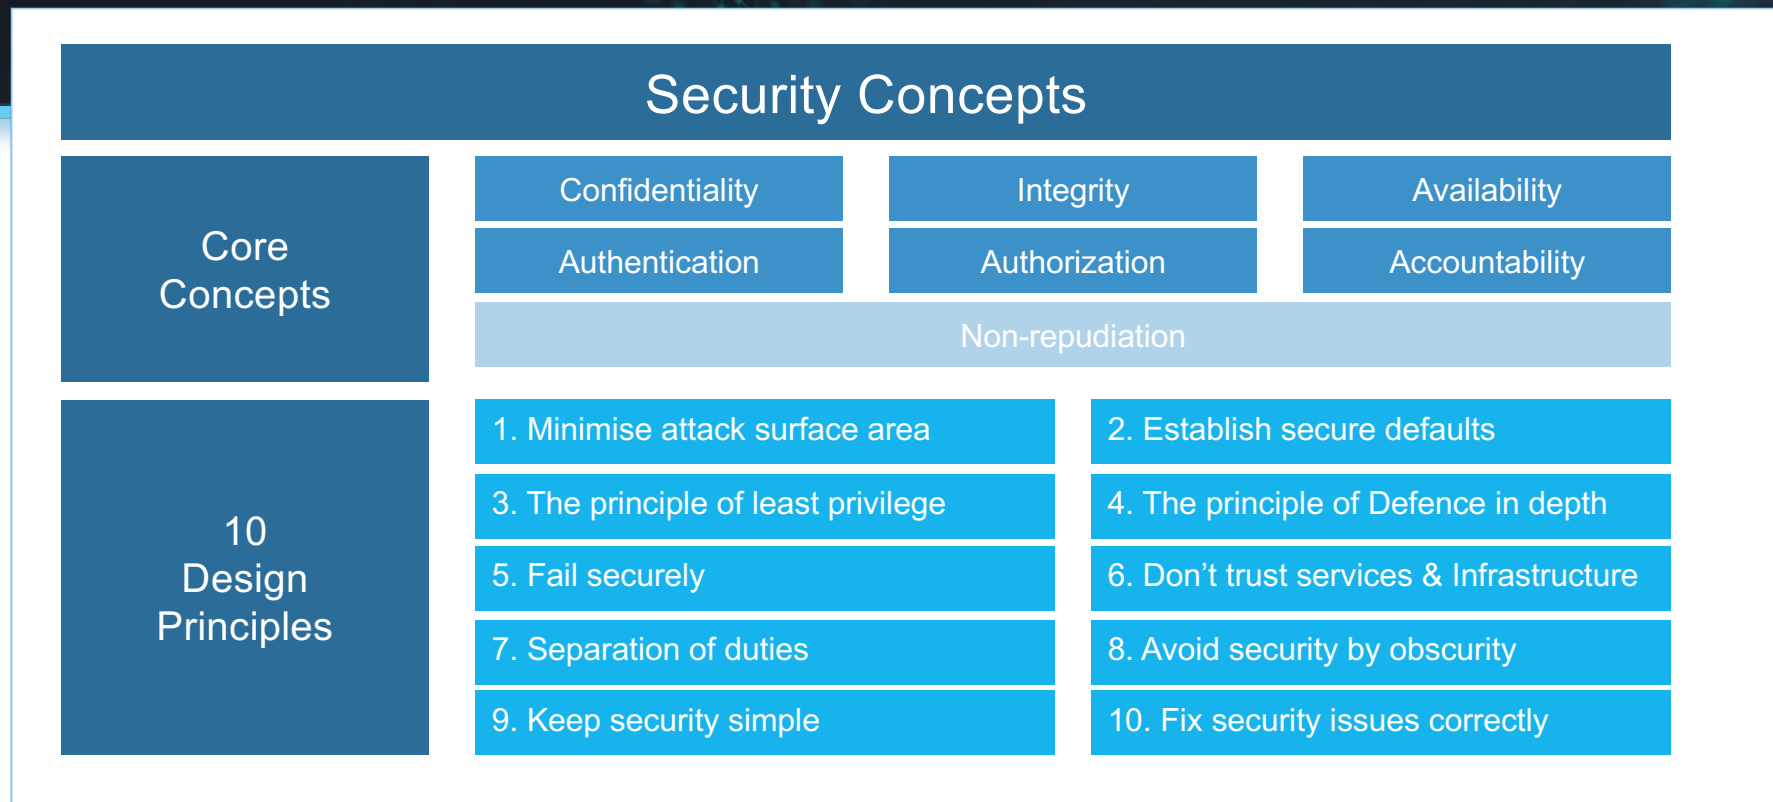 Security Concepts
Core
Concepts
Confidentiality
Integrity
Availability
Authentication
Authorization
Accountability
Non-repudiation
10
Design
Principles
1. Minimise attack surface area
2. Establish secure defaults
3. The principle of least privilege
4. The principle of Defence in depth
5. Fail securely
6. Don’t trust services & Infrastructure
7. Separation of duties
8. Avoid security by obscurity
9. Keep security simple
10. Fix security issues correctly